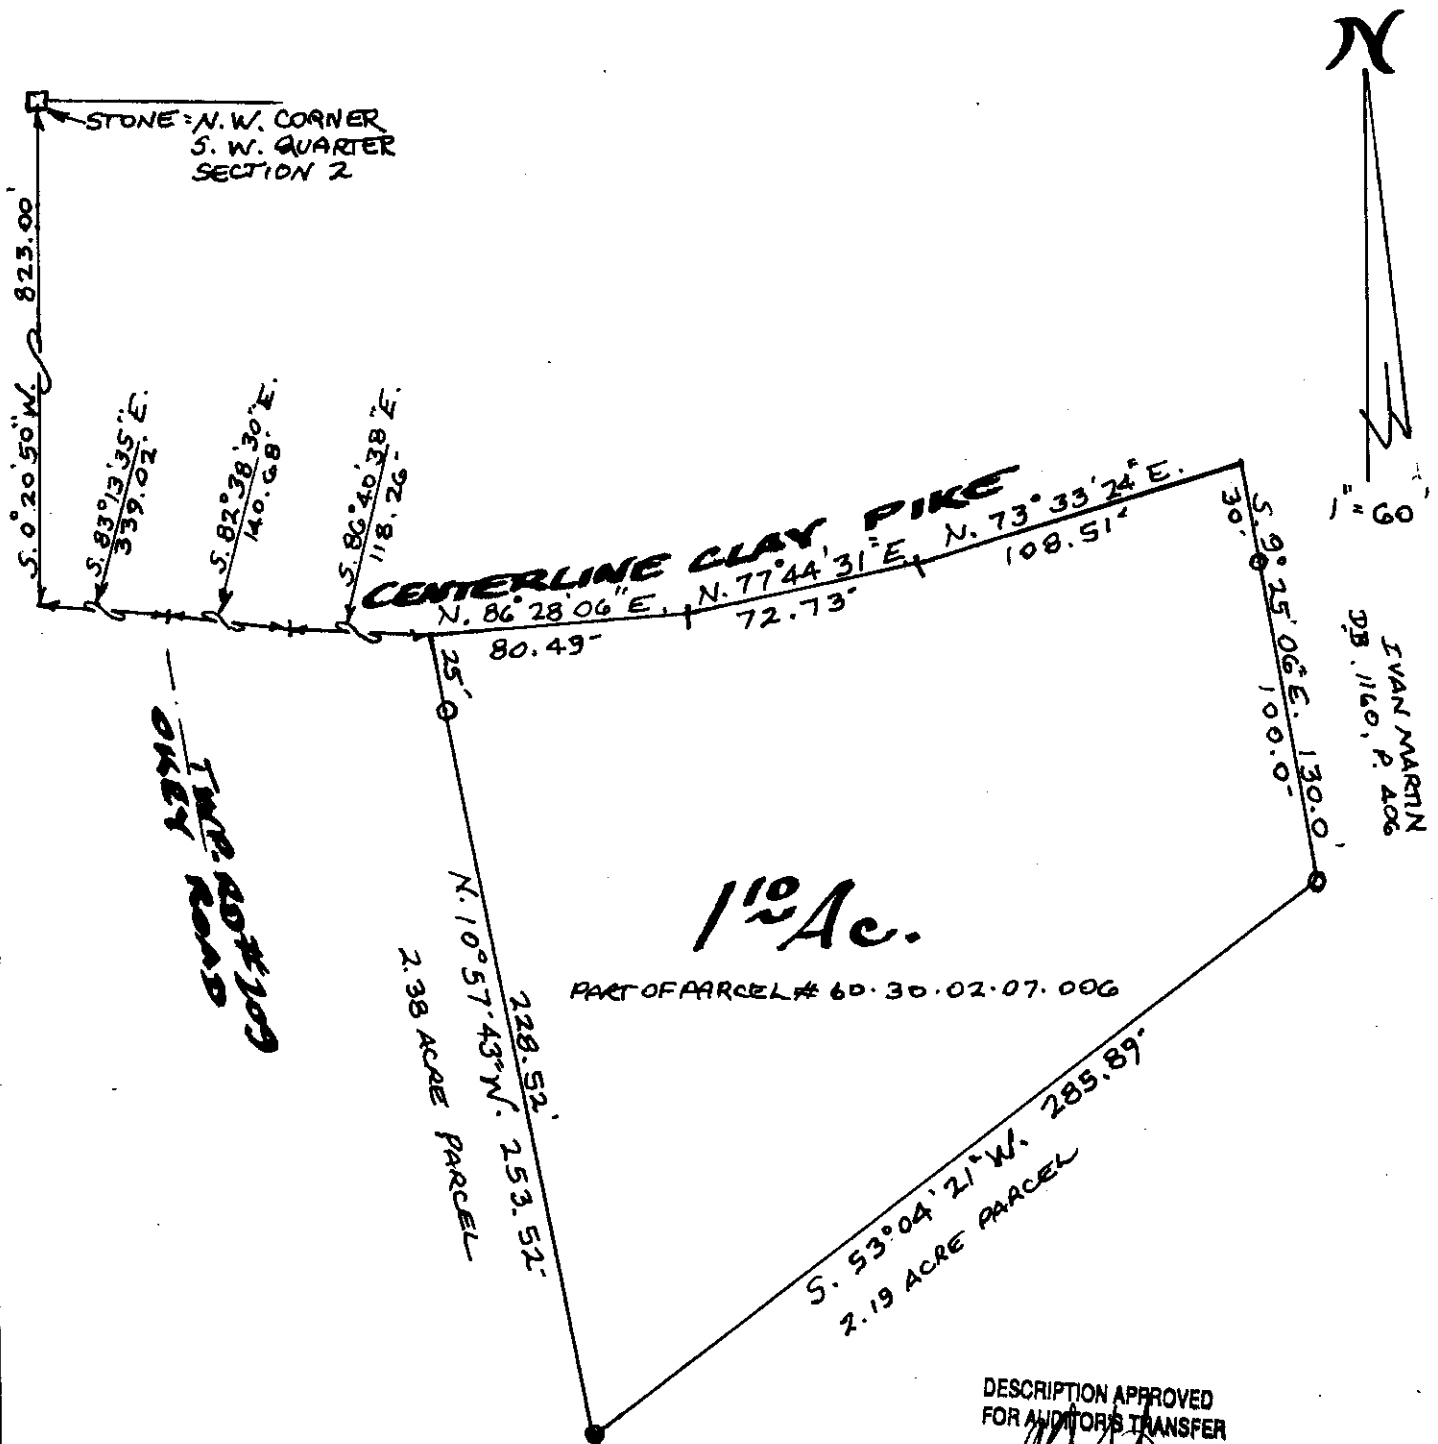 N
STONE: N.W. CORNER
S. W. QUARTER
SECTION 2
S. 0° 20' 50" W. 823.00'
S. 83° 13' 35" E.
339.02'
S. 82° 38' 30" E.
140.68'
S. 86° 40' 38" E.
118.26'
CENTERLINE CLAY PIKE
N. 86° 28' 06" E.
80.49'
N. 77° 44' 31" E.
72.73'
N. 73° 33' 24" E.
108.51'
1" = 60'
30'
S. 9° 25' 06" E. 130.0'
100.0'
IVAN MARTIN
DB. 1160, P. 406
25'
TWP. RD # 109
OKEY ROAD
1 10 Ac.
PART OF PARCEL # 60.30.02.07.006
228.52'
N. 10° 57' 43" W. 253.52'
2.38 ACRE PARCEL
S. 53° 04' 21" W. 285.89'
2.19 ACRE PARCEL
DESCRIPTION APPROVED
FOR AUDITOR'S TRANSFER